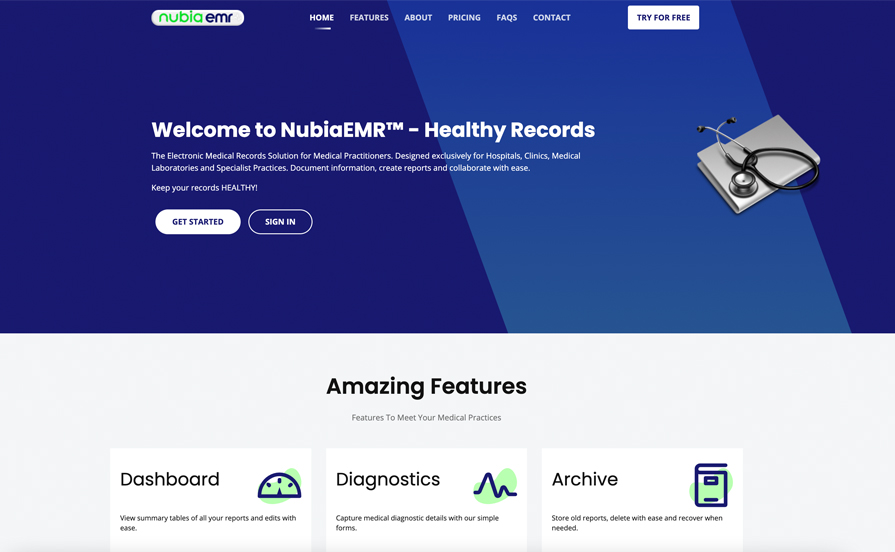 nubia emr
HOME
FEATURES
ABOUT
PRICING
FAQS
CONTACT
TRY FOR FREE
Welcome to NubiaEMR™ - Healthy Records
The Electronic Medical Records Solution for Medical Practitioners. Designed exclusively for Hospitals, Clinics, Medical
Laboratories and Specialist Practices. Document information, create reports and collaborate with ease.
Keep your records HEALTHY!
GET STARTED
SIGN IN
Amazing Features
Features To Meet Your Medical Practices
Dashboard
View summary tables of all your reports and edits with
ease.
Diagnostics
Capture medical diagnostic details with our simple
forms.
Archive
Store old reports, delete with ease and recover when
needed.